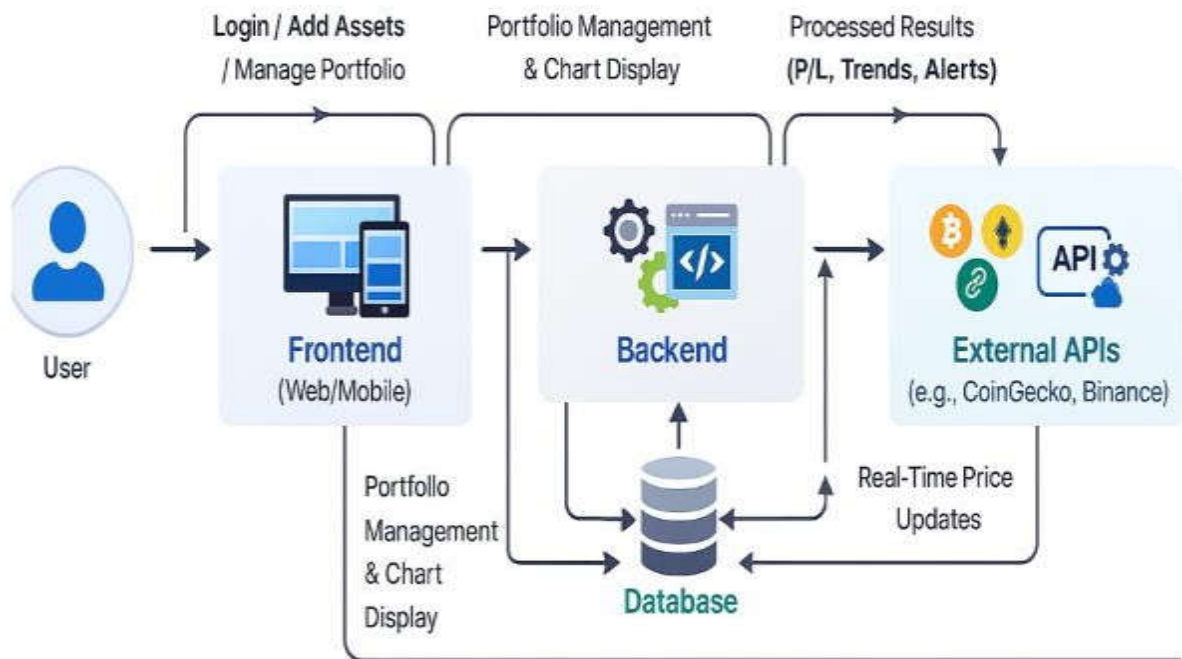 Login / Add Assets
/ Manage Portfolio
Portfolio Management
& Chart Display
Processed Results
(P/L, Trends, Alerts)
User
Frontend
(Web/Mobile)
</>
Backend
API
External APIs
(e.g., CoinGecko, Binance)
Portfollo
Management
& Chart
Display
Real-Time Price
Updates
Database